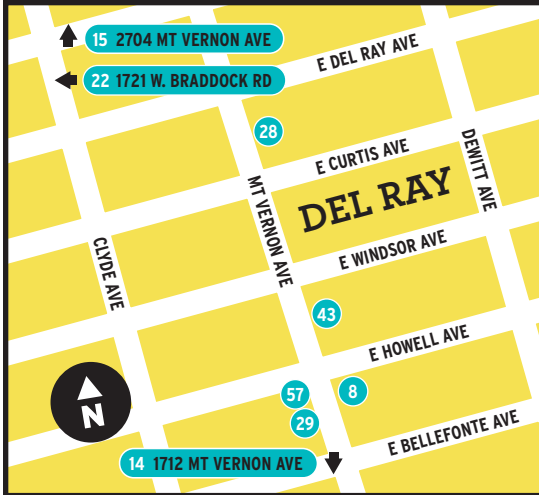 15 2704 MT VERNON AVE
22 1721 W. BRADDOCK RD
E DEL RAY AVE
28
E CURTIS AVE
DEWITT AVE
MT VERNON AVE
DEL RAY
E WINDSOR AVE
CLYDE AVE
43
E HOWELL AVE
57
8
29
N
E BELLEFONTE AVE
14 1712 MT VERNON AVE